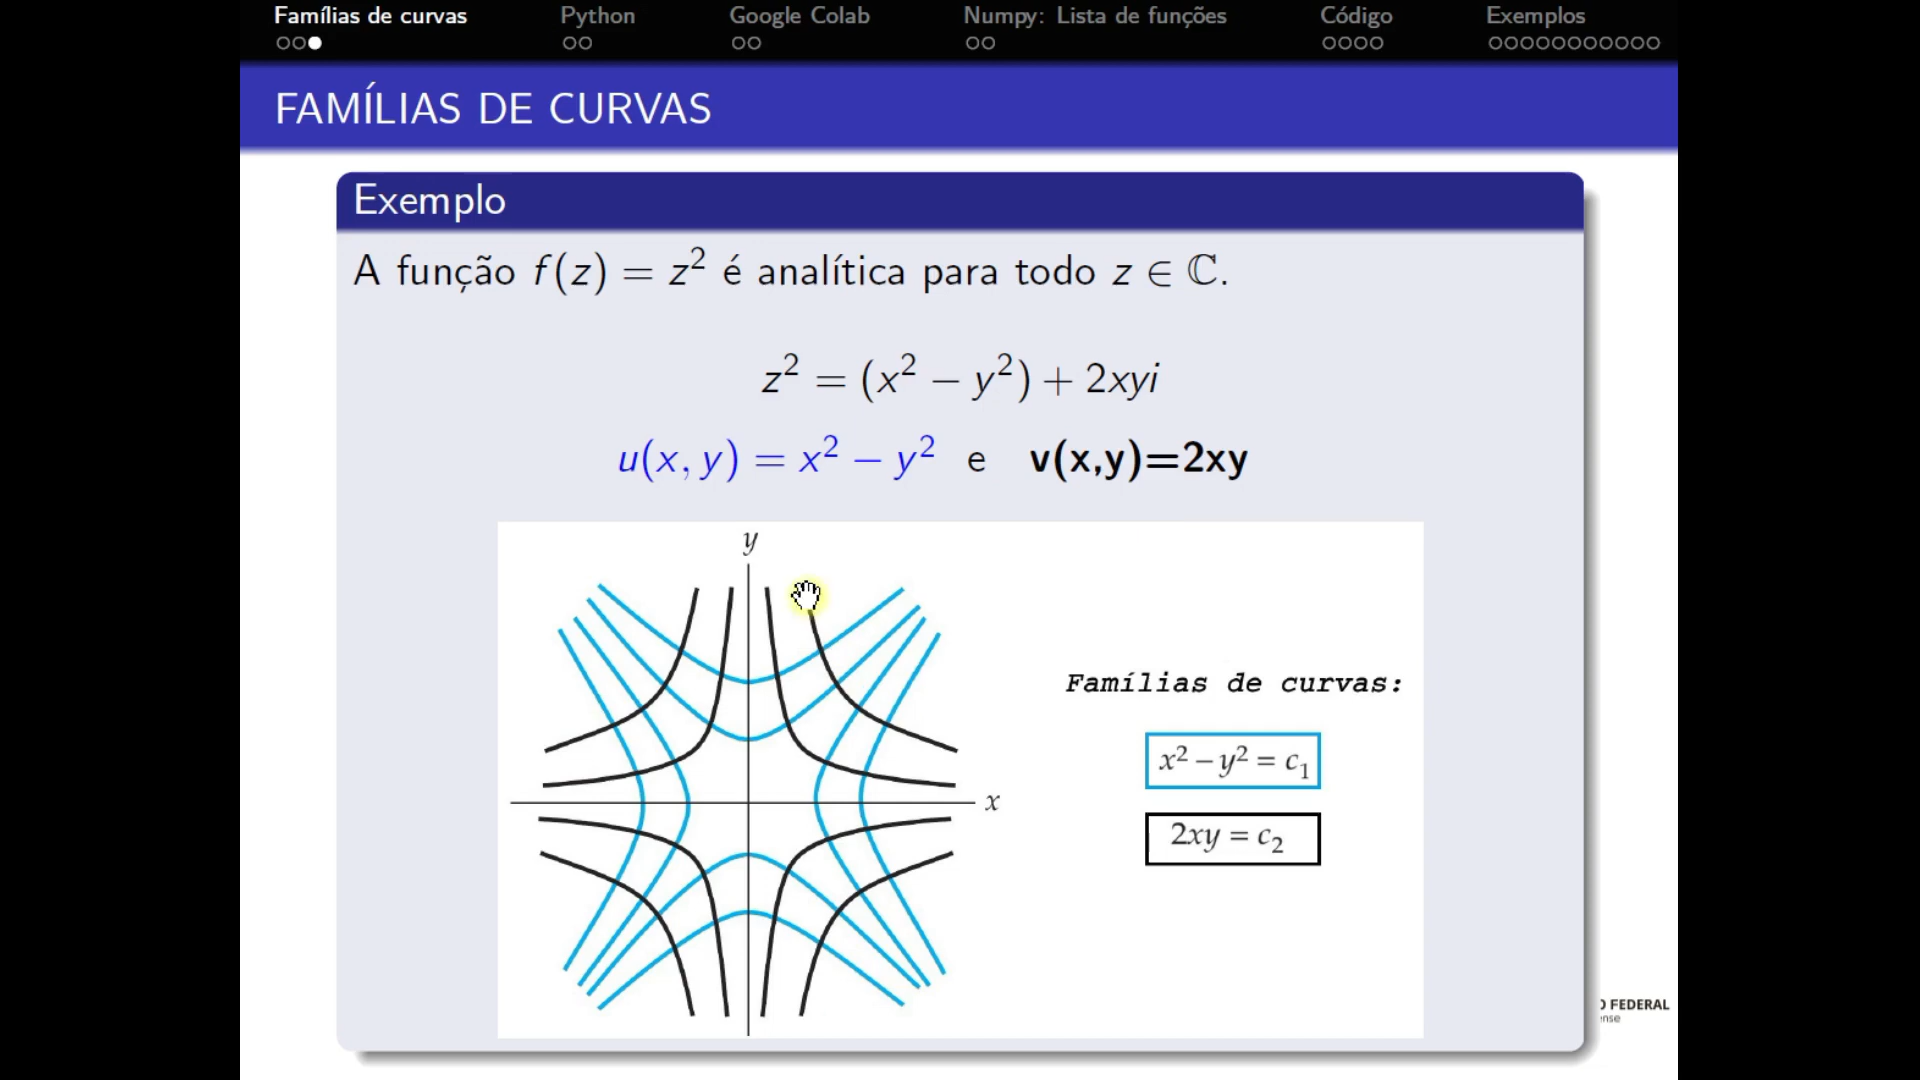 Famílias de curvas Python Google Colab Numpy: Lista de funções Código Exemplos
FAMÍLIAS DE CURVAS
Exemplo
A função f(z) = z² é analítica para todo z ∈ ℂ.
z² = (x² − y²) + 2xyi
u(x, y) = x² − y² e v(x,y)=2xy
y
x
Famílias de curvas:
x² − y² = c₁
2xy = c₂
FEDERAL